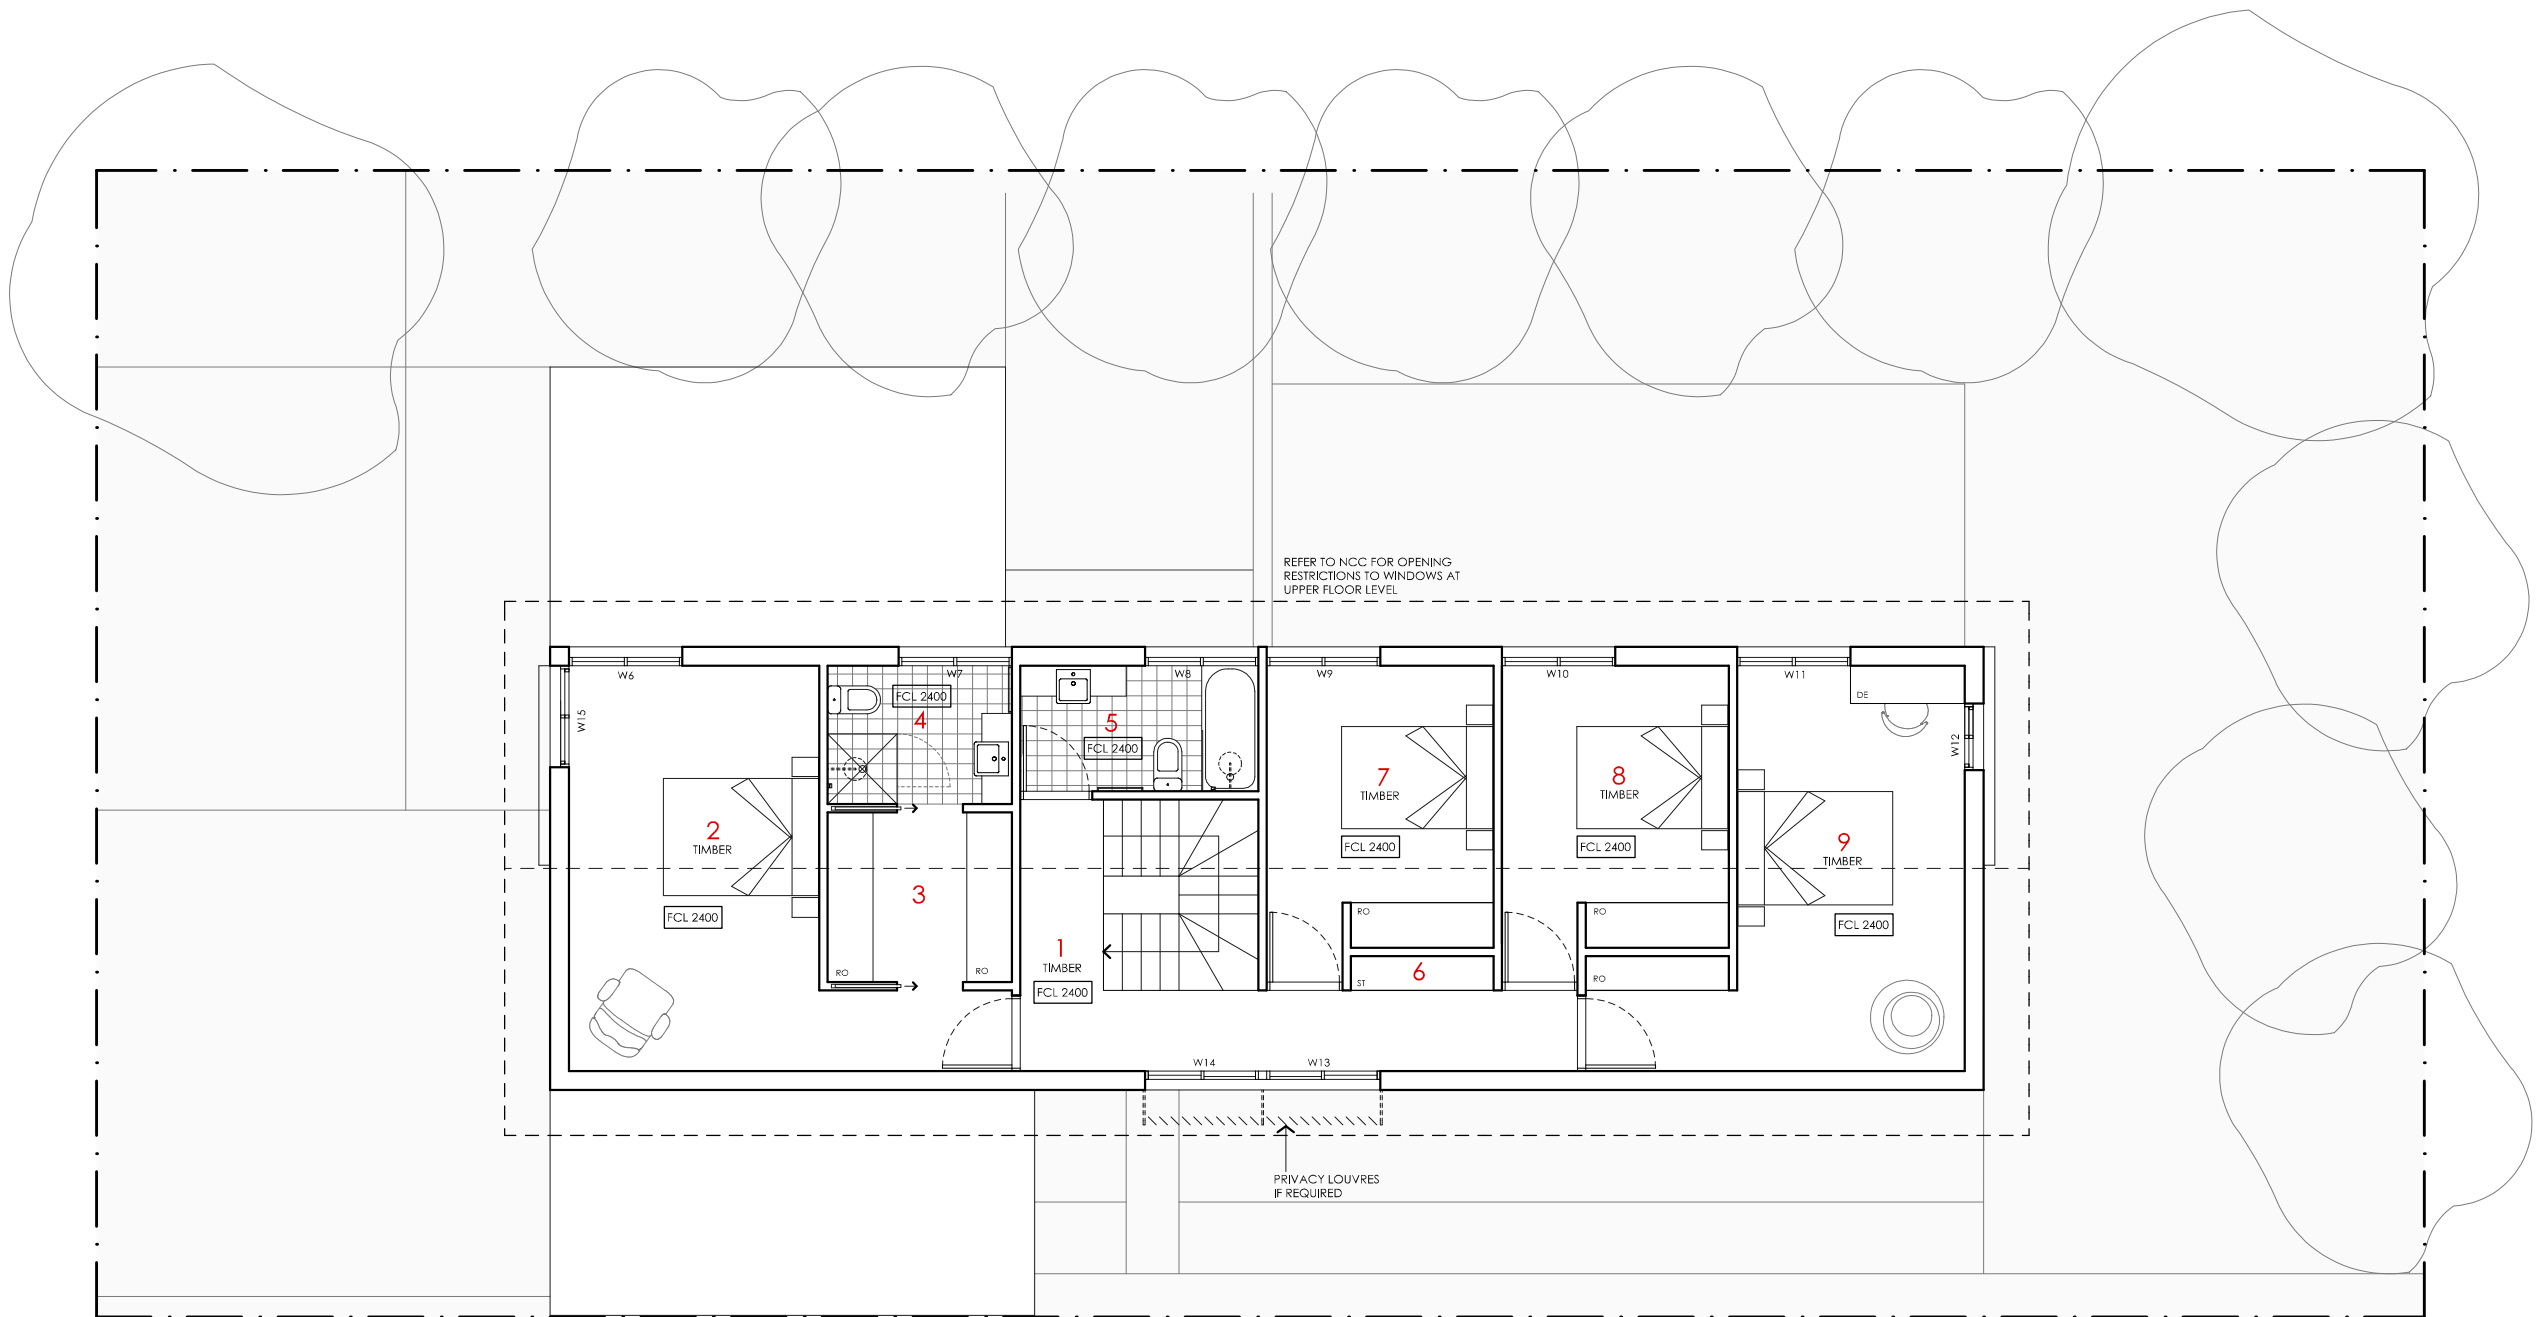 REFER TO NCC FOR OPENING
RESTRICTIONS TO WINDOWS AT
UPPER FLOOR LEVEL
W6
W7
W8
W9
W10
W11
W15
FCL 2400
4
5
FCL 2400
DE
W12
7
TIMBER
8
TIMBER
2
TIMBER
9
TIMBER
FCL 2400
FCL 2400
3
FCL 2400
FCL 2400
RO
RO
1
TIMBER
RO
RO
6
RO
ST
RO
FCL 2400
W14
W13
PRIVACY LOUVRES
IF REQUIRED